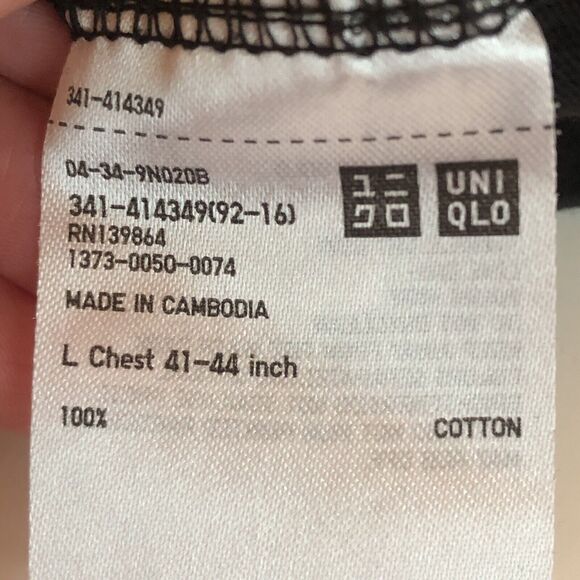 341-414349
04-34-9N020B
341-414349(92-16)
RN139864
1373-0050-0074
ユニ
クロ
UNI
QLO
MADE IN CAMBODIA
L Chest 41-44 inch
100% COTTON